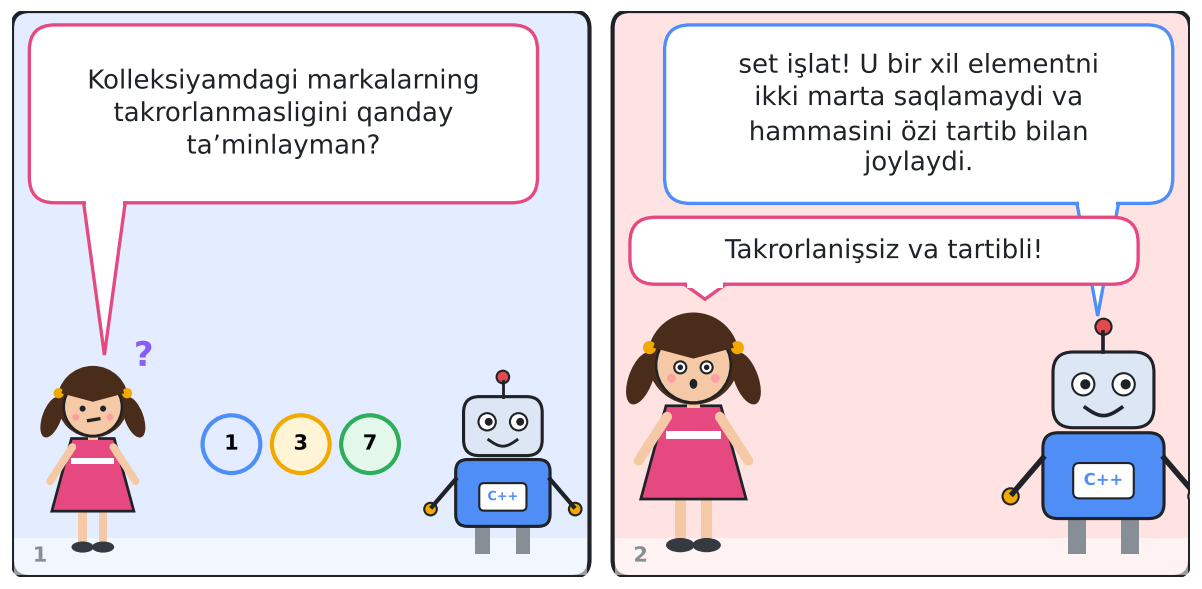 Kolleksiyamdagi markalarning
takrorlanmasligini qanday
ta’minlayman?
?
1 3 7
C++
1
set işlat! U bir xil elementni
ikki marta saqlamaydi va
hammasini özi tartib bilan
joylaydi.
Takrorlanişsiz va tartibli!
C++
2